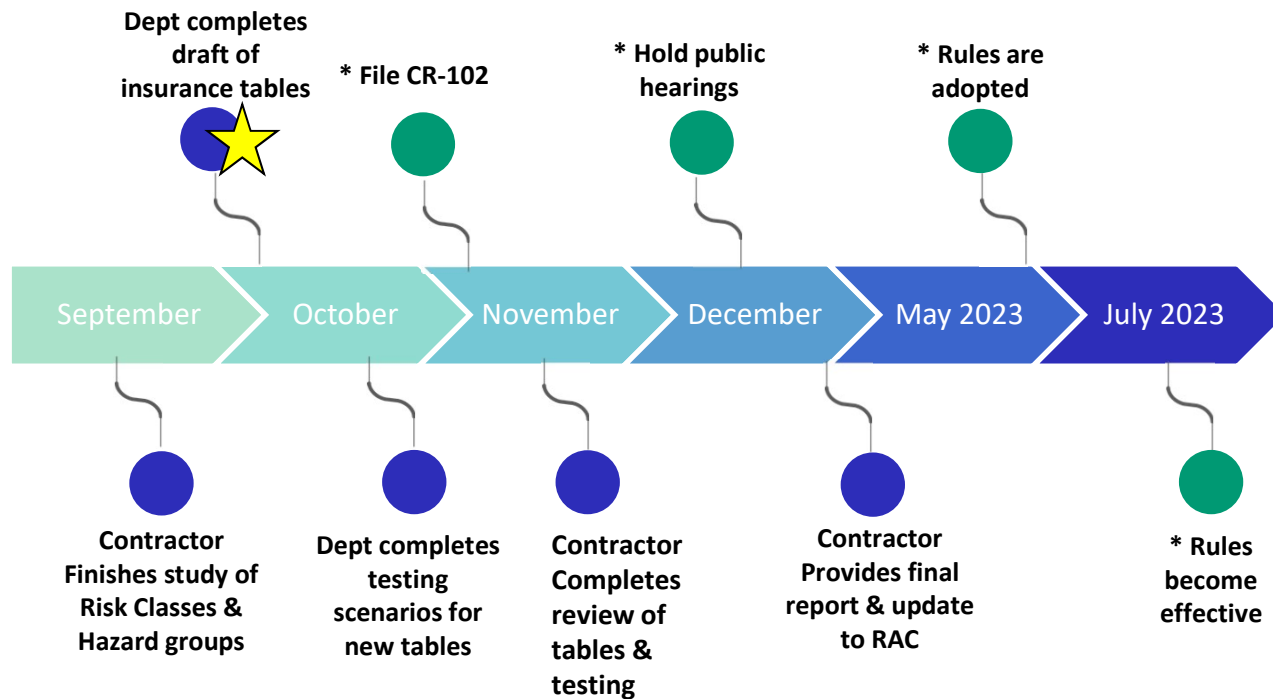 Dept completes
draft of
insurance tables
* File CR-102
* Hold public
hearings
* Rules are
adopted
September
October
November
December
May 2023
July 2023
Contractor
Finishes study of
Risk Classes &
Hazard groups
Dept completes
testing
scenarios for
new tables
Contractor
Completes
review of
tables &
testing
Contractor
Provides final
report & update
to RAC
* Rules
become
effective